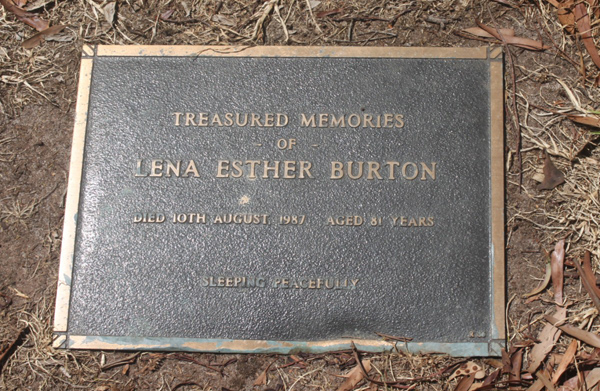 TREASURED MEMORIES
- OF -
LENA ESTHER BURTON
DIED 10TH AUGUST, 1987 AGED 81 YEARS
SLEEPING PEACEFULLY